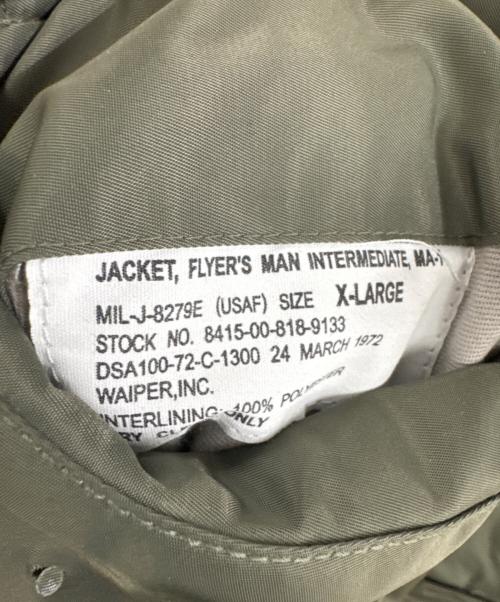 JACKET, FLYER'S MAN INTERMEDIATE, MA-1
MIL-J-8279E (USAF) SIZE X-LARGE
STOCK NO. 8415-00-818-9133
DSA100-72-C-1300 24 MARCH 1972
WAIPER,INC.
INTERLINING: 100% POLYESTER
ONLY